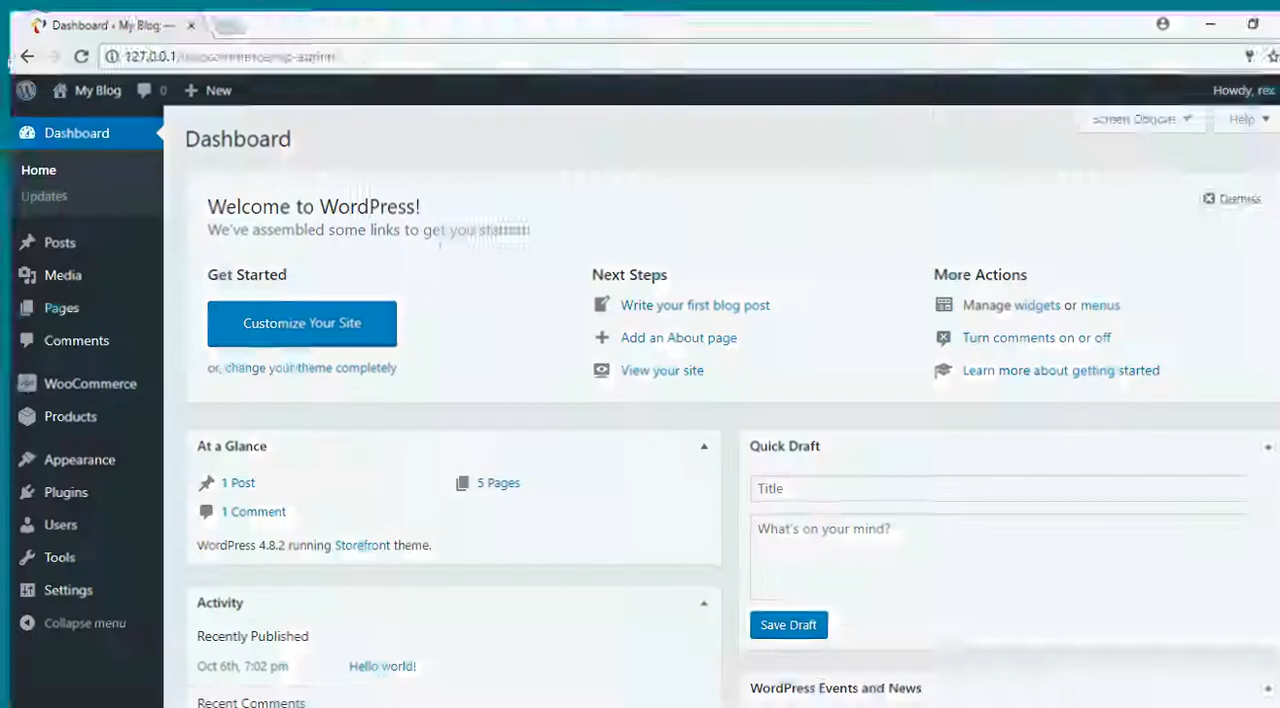 Dashboard ‹ My Blog —
127.0.0.1
My Blog 0 New Howdy, rex
Dashboard
Home
Updates
Posts
Media
Pages
Comments
WooCommerce
Products
Appearance
Plugins
Users
Tools
Settings
Collapse menu
Dashboard
Screen Help
Welcome to WordPress!
Dismiss
We've assembled some links to get you
Get Started
Customize Your Site
or, change your theme completely
Next Steps
Write your first blog post
Add an About page
View your site
More Actions
Manage widgets or menus
Turn comments on or off
Learn more about getting started
At a Glance
1 Post
5 Pages
1 Comment
WordPress 4.8.2 running Storefront theme.
Activity
Recently Published
Oct 6th, 7:02 pm Hello world!
Recent Comments
Quick Draft
Title
What's on your mind?
Save Draft
WordPress Events and News